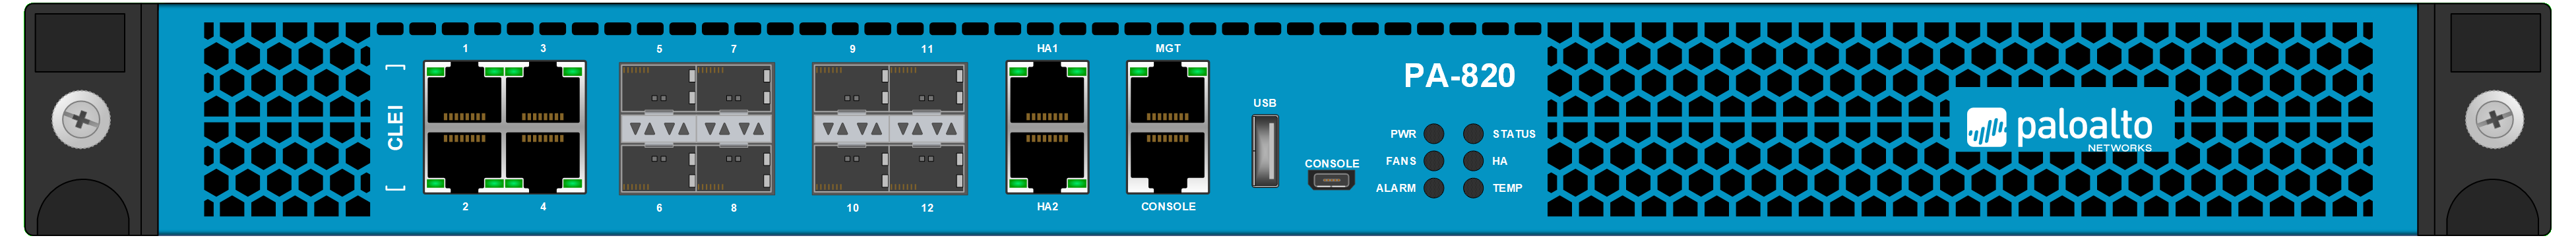 [ CLEI ]
1 3
2 4
5 7
6 8
9 11
10 12
HA1
HA2
MGT
CONSOLE
USB
CONSOLE
PA-820
PWR STATUS
FANS HA
ALARM TEMP
paloalto
NETWORKS